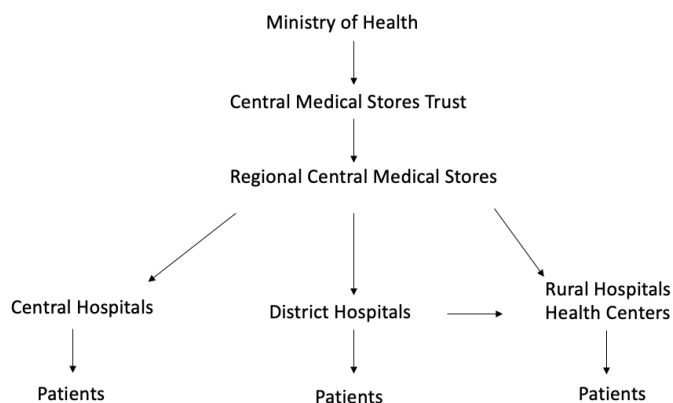 Ministry of Health
Central Medical Stores Trust
Regional Central Medical Stores
Central Hospitals
District Hospitals
Rural Hospitals
Health Centers
Patients
Patients
Patients